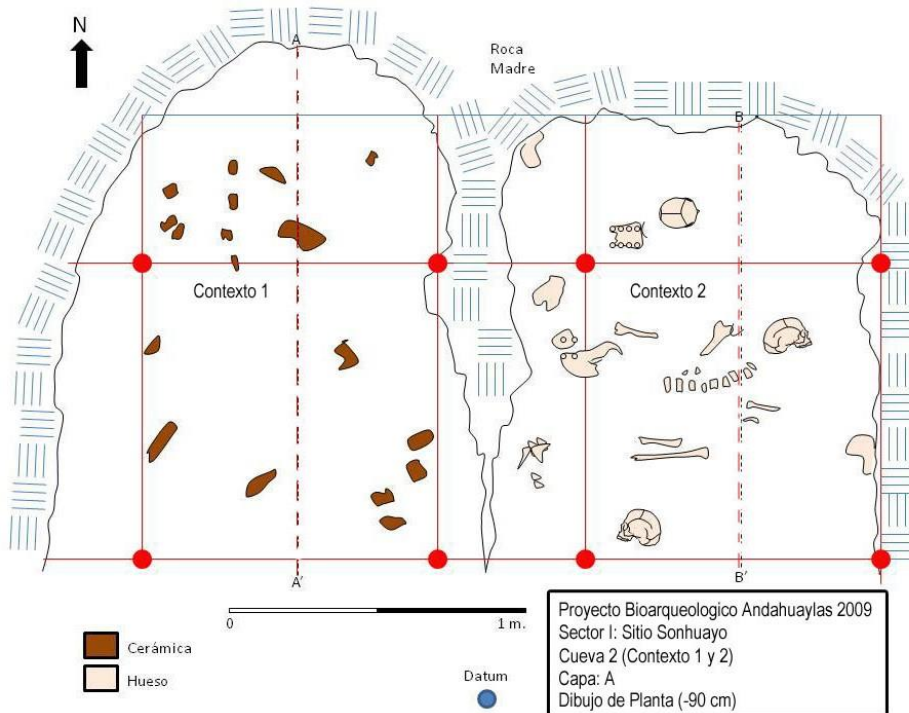 N
A
Roca
Madre
B
Contexto 1
Contexto 2
A'
B'
0
1 m.
Cerámica
Hueso
Datum
Proyecto Bioarqueologico Andahuaylas 2009
Sector I: Sitio Sonhuayo
Cueva 2 (Contexto 1 y 2)
Capa: A
Dibujo de Planta (-90 cm)